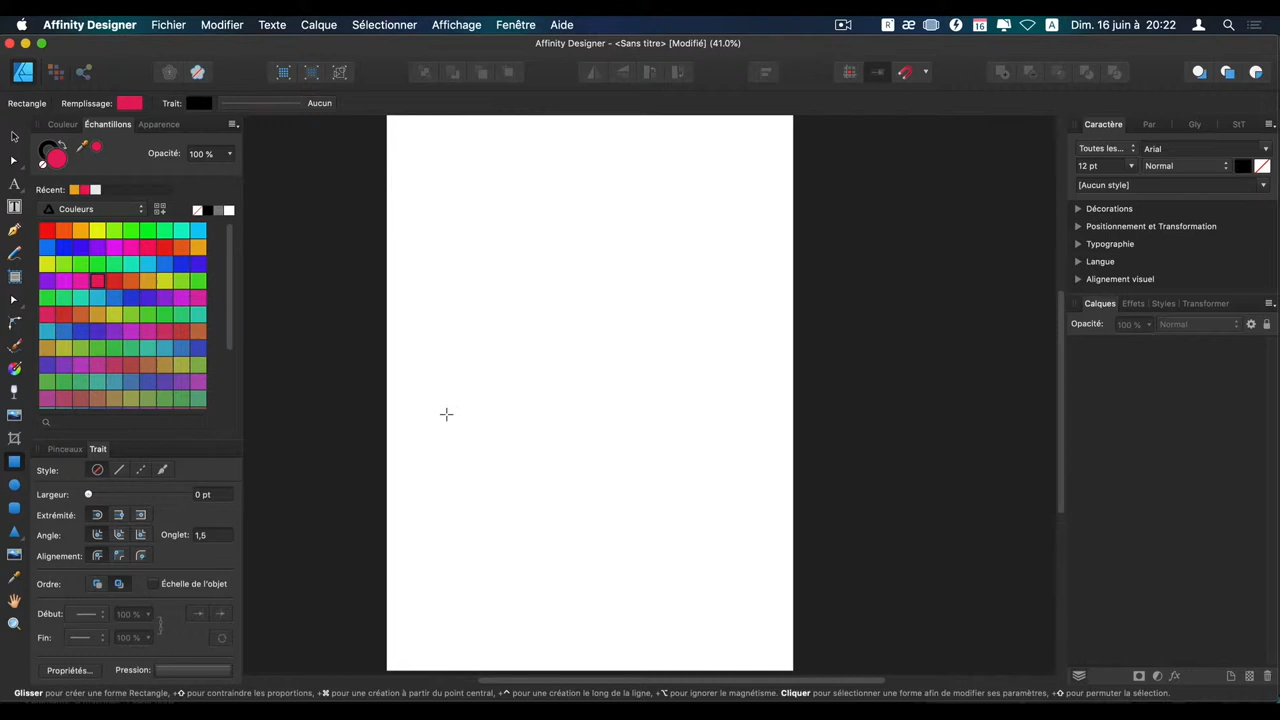 Affinity Designer Fichier Modifier Texte Calque Sélectionner Affichage Fenêtre Aide R æ 16 A Dim. 16 juin à 20:22
Affinity Designer - <Sans titre> [Modifié] (41.0%)
Rectangle Remplissage: Trait: Aucun
Couleur Échantillons Apparence
Opacité: 100 %
Récent:
Couleurs
Pinceaux Trait
Style:
Largeur: 0 pt
Extrémité:
Angle: Onglet: 1,5
Alignement:
Ordre: Échelle de l'objet
Début: 100 %
Fin: 100 %
Propriétés... Pression:
Caractère Par Gly StT
Toutes les... Arial
12 pt Normal
[Aucun style]
Décorations
Positionnement et Transformation
Typographie
Langue
Alignement visuel
Calques Effets Styles Transformer
Opacité: 100 % Normal
Glisser pour créer une forme Rectangle, +⇧ pour contraindre les proportions, +⌘ pour une création à partir du point central, +^ pour une création le long de la ligne, +⌥ pour ignorer le magnétisme. Cliquer pour sélectionner une forme afin de modifier ses paramètres, +⇧ pour permuter la sélection.